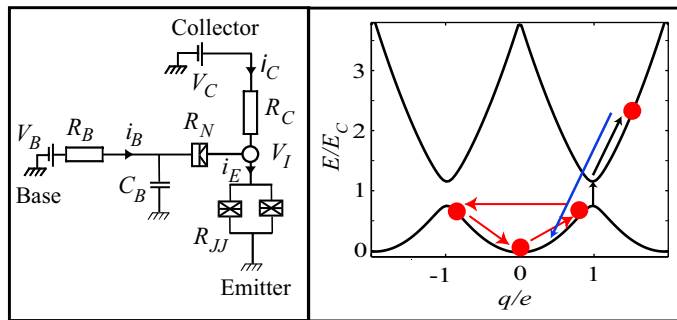 Collector
V_C
i_C
R_C
V_B
R_B
i_B
R_N
V_I
i_E
C_B
Base
R_JJ
Emitter
E/E_C
3
2
1
0
-1
0
1
q/e